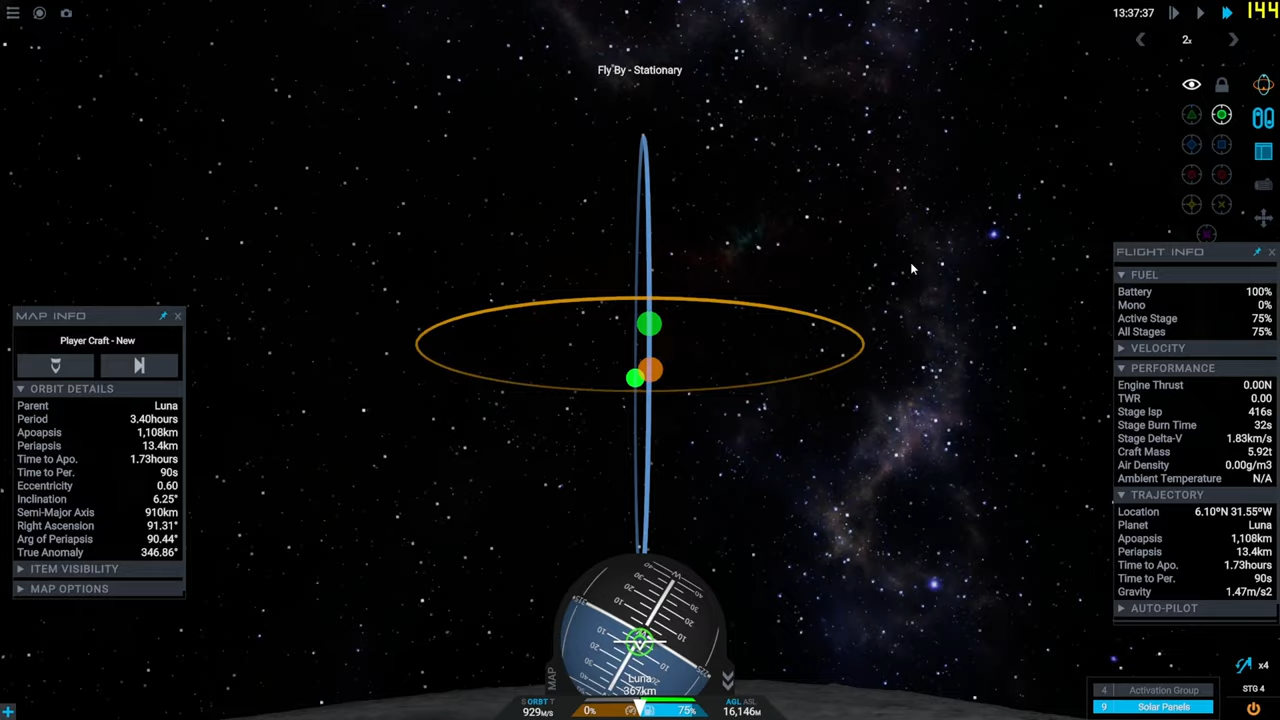 13:37:37
144
2x
Fly By - Stationary
MAP INFO
Player Craft - New
ORBIT DETAILS
Parent Luna
Period 3.40hours
Apoapsis 1,108km
Periapsis 13.4km
Time to Apo. 1.73hours
Time to Per. 90s
Eccentricity 0.60
Inclination 6.25°
Semi-Major Axis 910km
Right Ascension 91.31°
Arg of Periapsis 90.44°
True Anomaly 346.86°
ITEM VISIBILITY
MAP OPTIONS
FLIGHT INFO
FUEL
Battery 100%
Mono 0%
Active Stage 75%
All Stages 75%
VELOCITY
PERFORMANCE
Engine Thrust 0.00N
TWR 0.00
Stage Isp 416s
Stage Burn Time 32s
Stage Delta-V 1.83km/s
Craft Mass 5.92t
Air Density 0.00g/m3
Ambient Temperature N/A
TRAJECTORY
Location 6.10°N 31.55°W
Planet Luna
Apoapsis 1,108km
Periapsis 13.4km
Time to Apo. 1.73hours
Time to Per. 90s
Gravity 1.47m/s2
AUTO-PILOT
Luna
367km
MAP
S ORBT T
929M/S
0%
75%
AGL ASL
16,146M
x4
STG 4
4 Activation Group
9 Solar Panels